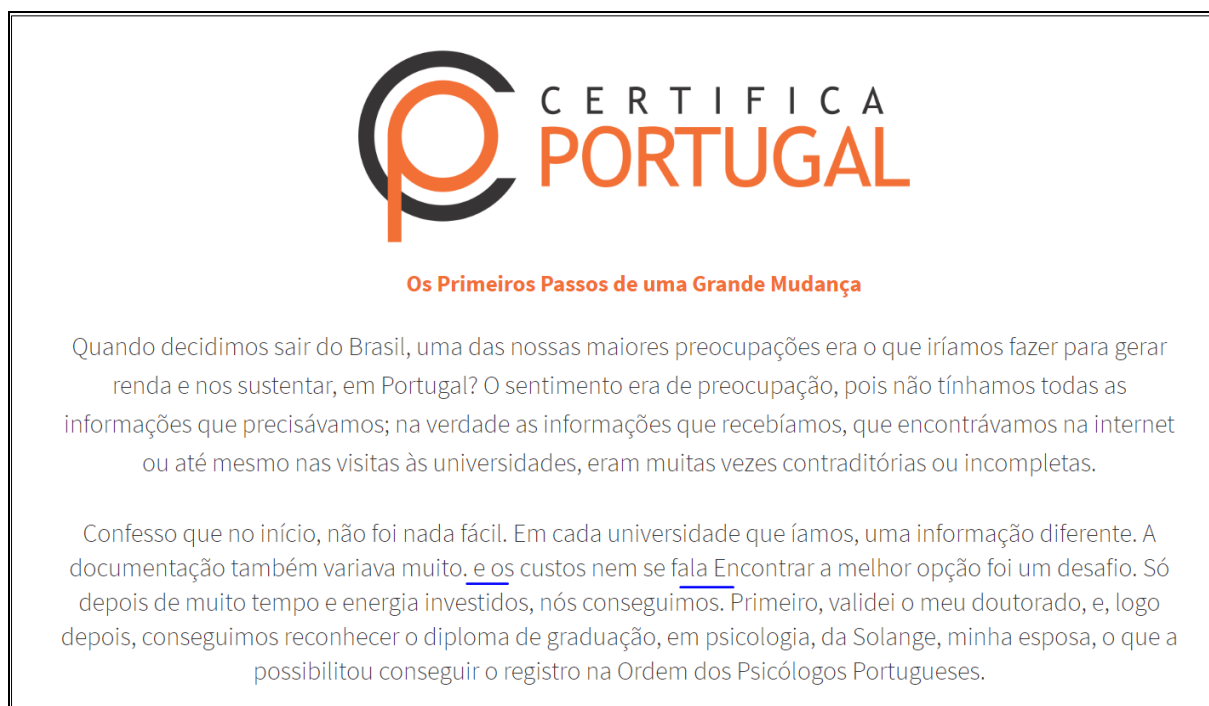 CERTIFICA
PORTUGAL
Os Primeiros Passos de uma Grande Mudança
Quando decidimos sair do Brasil, uma das nossas maiores preocupações era o que iríamos fazer para gerar
renda e nos sustentar, em Portugal? O sentimento era de preocupação, pois não tínhamos todas as
informações que precisávamos; na verdade as informações que recebíamos, que encontrávamos na internet
ou até mesmo nas visitas às universidades, eram muitas vezes contraditórias ou incompletas.
Confesso que no início, não foi nada fácil. Em cada universidade que íamos, uma informação diferente. A
documentação também variava muito. e os custos nem se fala Encontrar a melhor opção foi um desafio. Só
depois de muito tempo e energia investidos, nós conseguimos. Primeiro, validei o meu doutorado, e, logo
depois, conseguimos reconhecer o diploma de graduação, em psicologia, da Solange, minha esposa, o que a
possibilitou conseguir o registro na Ordem dos Psicólogos Portugueses.